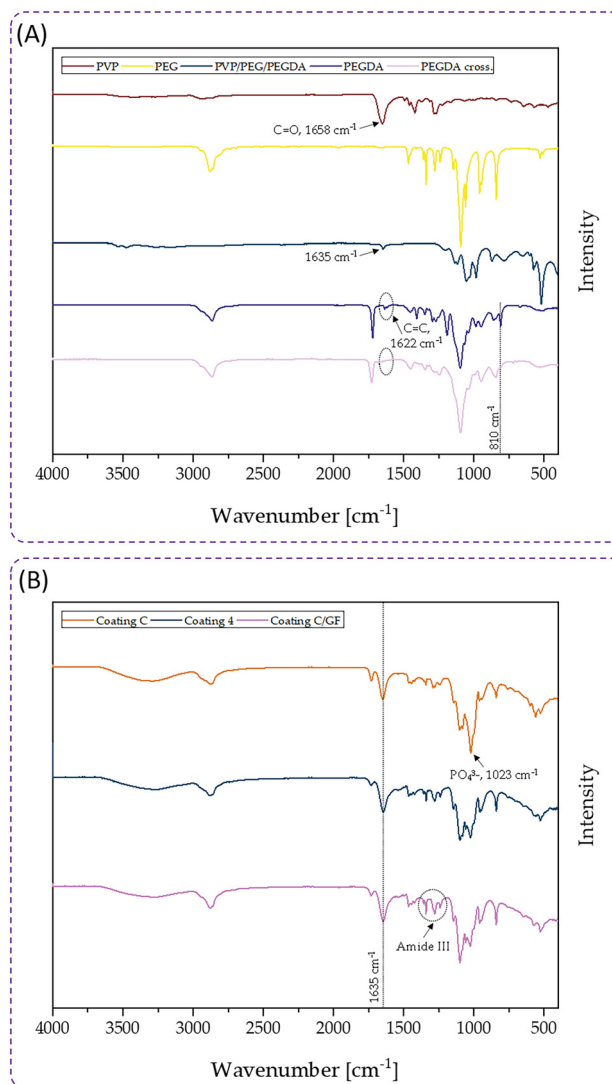 (A)
PVP PEG PVP/PEG/PEGDA PEGDA PEGDA cross.
C=O, 1658 cm⁻¹
1635 cm⁻¹
C=C,
1622 cm⁻¹
810 cm⁻¹
Intensity
4000 3500 3000 2500 2000 1500 1000 500
Wavenumber [cm⁻¹]
(B)
Coating C Coating 4 Coating C/GF
PO₄³⁻, 1023 cm⁻¹
Amide III
1635 cm⁻¹
Intensity
4000 3500 3000 2500 2000 1500 1000 500
Wavenumber [cm⁻¹]